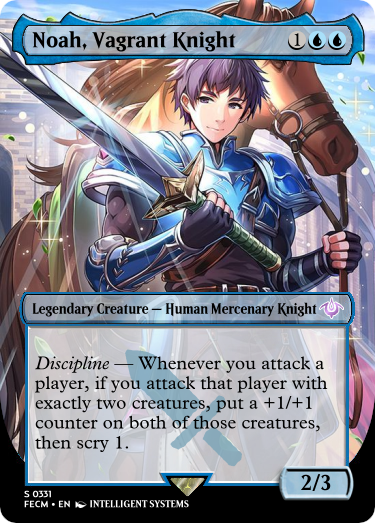 Noah, Vagrant Knight 1
Legendary Creature — Human Mercenary Knight
Discipline — Whenever you attack a
player, if you attack that player with
exactly two creatures, put a +1/+1
counter on both of those creatures,
then scry 1.
2/3
S 0331
FECM • EN INTELLIGENT SYSTEMS